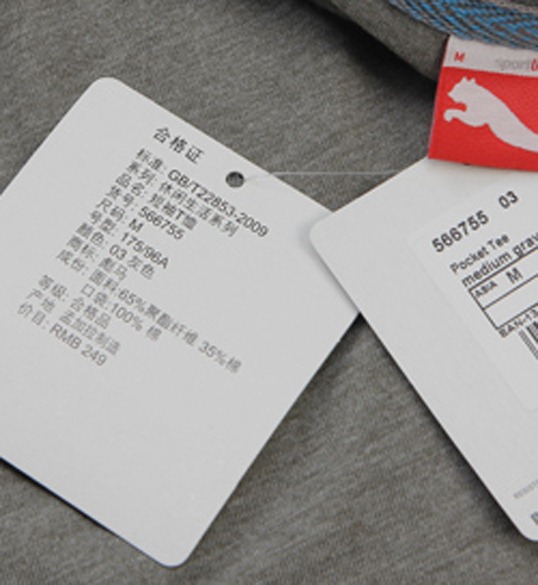 合格证
标准: GB/T22853-2009
系列: 休闲生活系列
品名: 短袖T恤
货号: 566755
尺码: M
号型: 175/96A
颜色: 03 灰色
商标: 彪马
成份: 面料:65%聚酯纤维 35%棉
口袋:100% 棉
等级: 合格品
产地: 孟加拉制造
价目: RMB 249
M
566755 03
Pocket Tee
medium gray
ASIA M
EAN-13